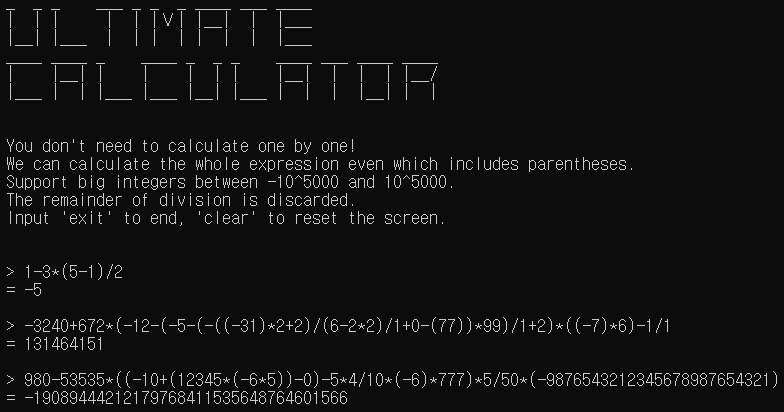 ULTIMATE
CALCULATOR
You don't need to calculate one by one!
We can calculate the whole expression even which includes parentheses.
Support big integers between -10^5000 and 10^5000.
The remainder of division is discarded.
Input 'exit' to end, 'clear' to reset the screen.
> 1-3*(5-1)/2
= -5
> -3240+672*(-12-(-5-(-((-31)*2+2)/(6-2*2)/1+0-(77))*99)/1+2)*((-7)*6)-1/1
= 131464151
> 980-53535*((-10+(12345*(-6*5))-0)-5*4/10*(-6)*777)*5/50*(-9876543212345678987654321)
= -19089444212179768411535648764601566